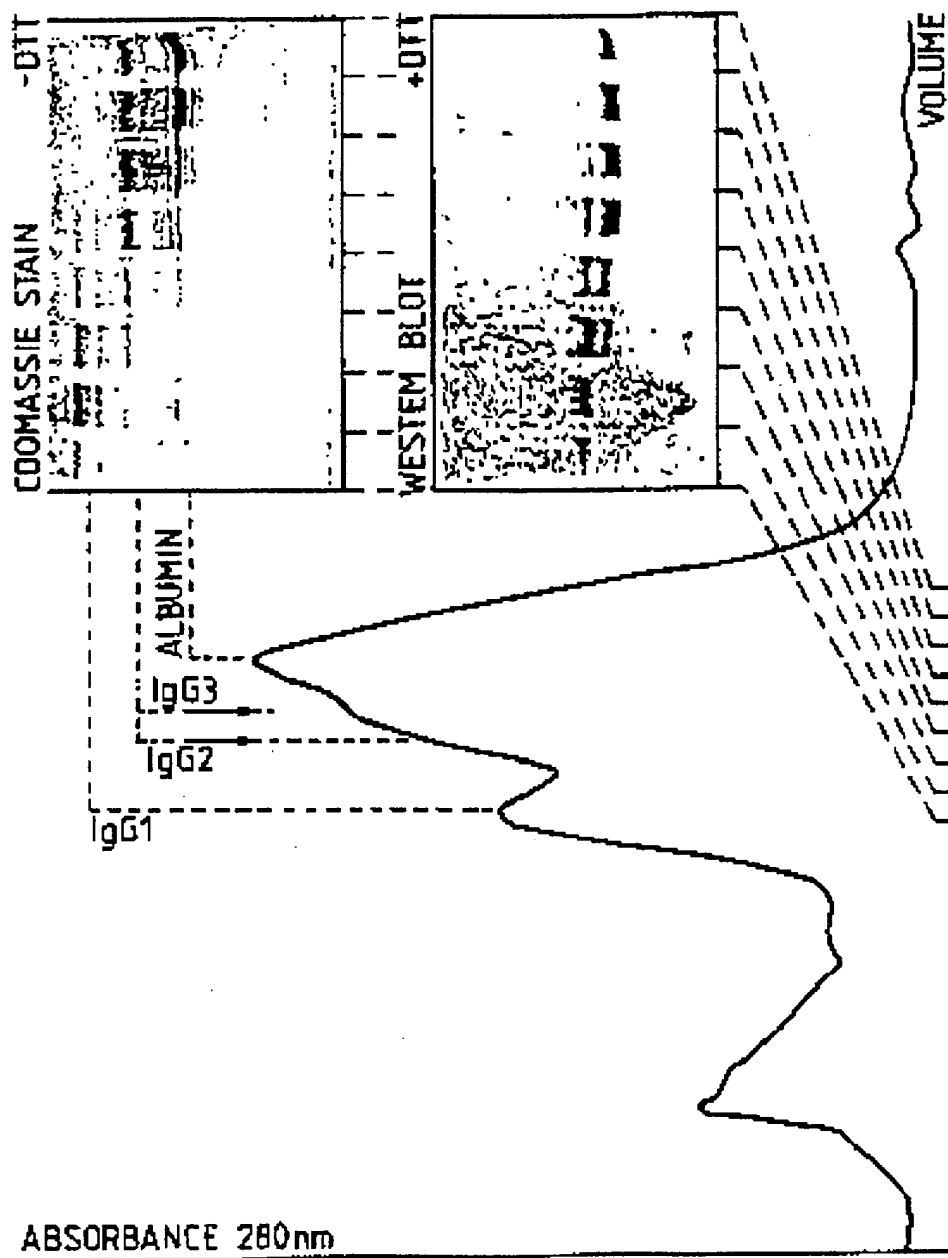 COOMASSIE STAIN
-DTT
WESTEM BLOT
+DTT
ALBUMIN
IgG3
IgG2
IgG1
VOLUME
ABSORBANCE 280nm